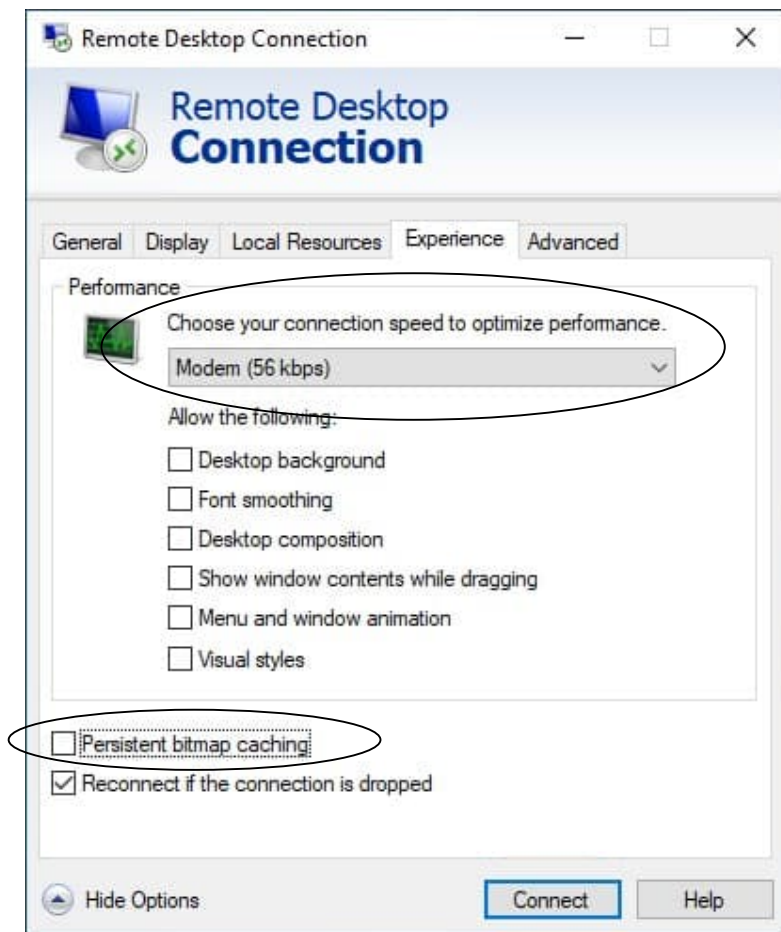 Remote Desktop Connection
Remote Desktop
Connection
General Display Local Resources Experience Advanced
Performance
Choose your connection speed to optimize performance.
Modem (56 kbps)
Allow the following:
Desktop background
Font smoothing
Desktop composition
Show window contents while dragging
Menu and window animation
Visual styles
Persistent bitmap caching
Reconnect if the connection is dropped
Hide Options Connect Help